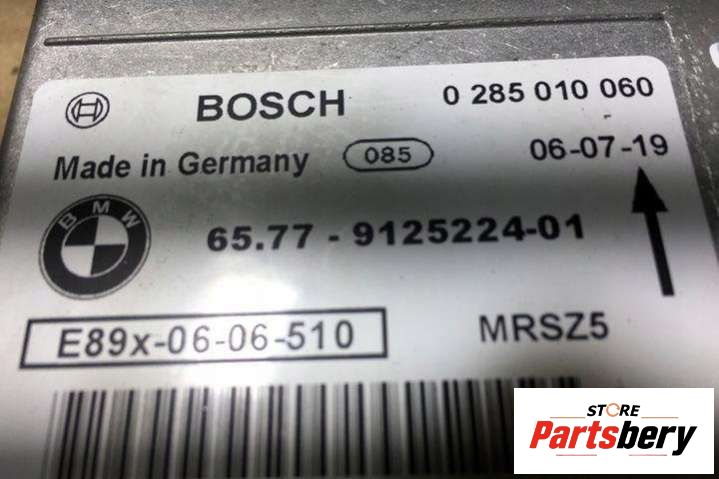 BOSCH 0 285 010 060
Made in Germany 085 06-07-19
BMW 65.77 - 9125224-01
E89x-06-06-510 MRSZ5
STORE
Partsbery